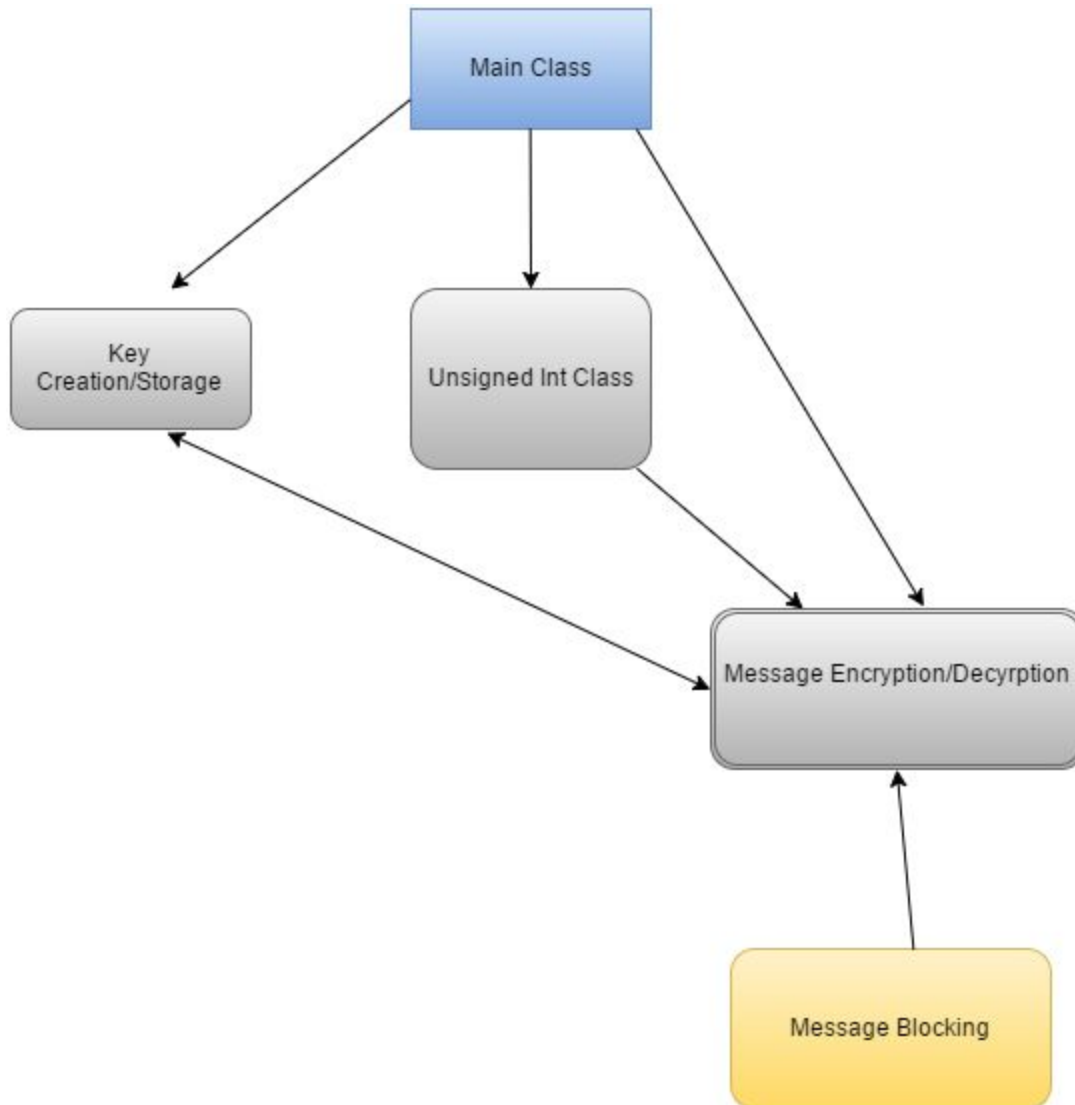 Main Class
Key
Creation/Storage
Unsigned Int Class
Message Encryption/Decyrption
Message Blocking